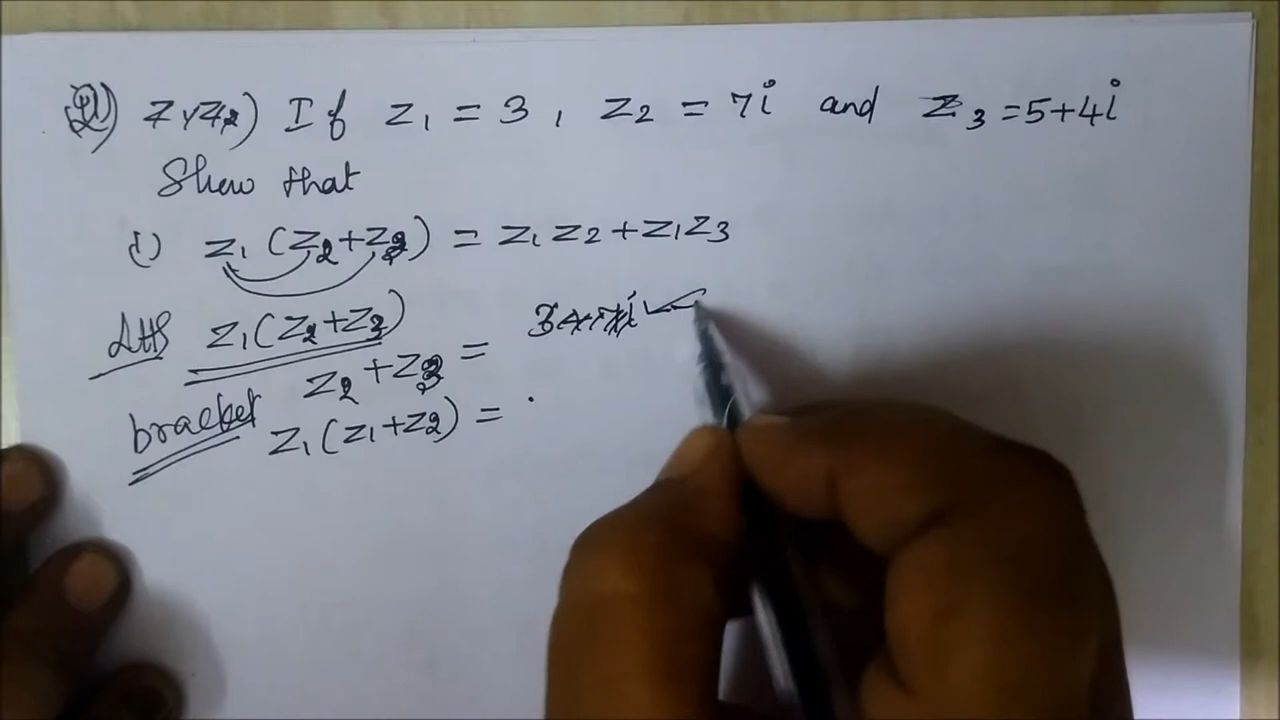 If z1 = 3, z2 = 7i and z3 = 5+4i
Show that
(i) z1(z2+z3) = z1z2+z1z3
LHS z1(z2+z3)
z2+z3 =
bracket z1(z1+z2) =